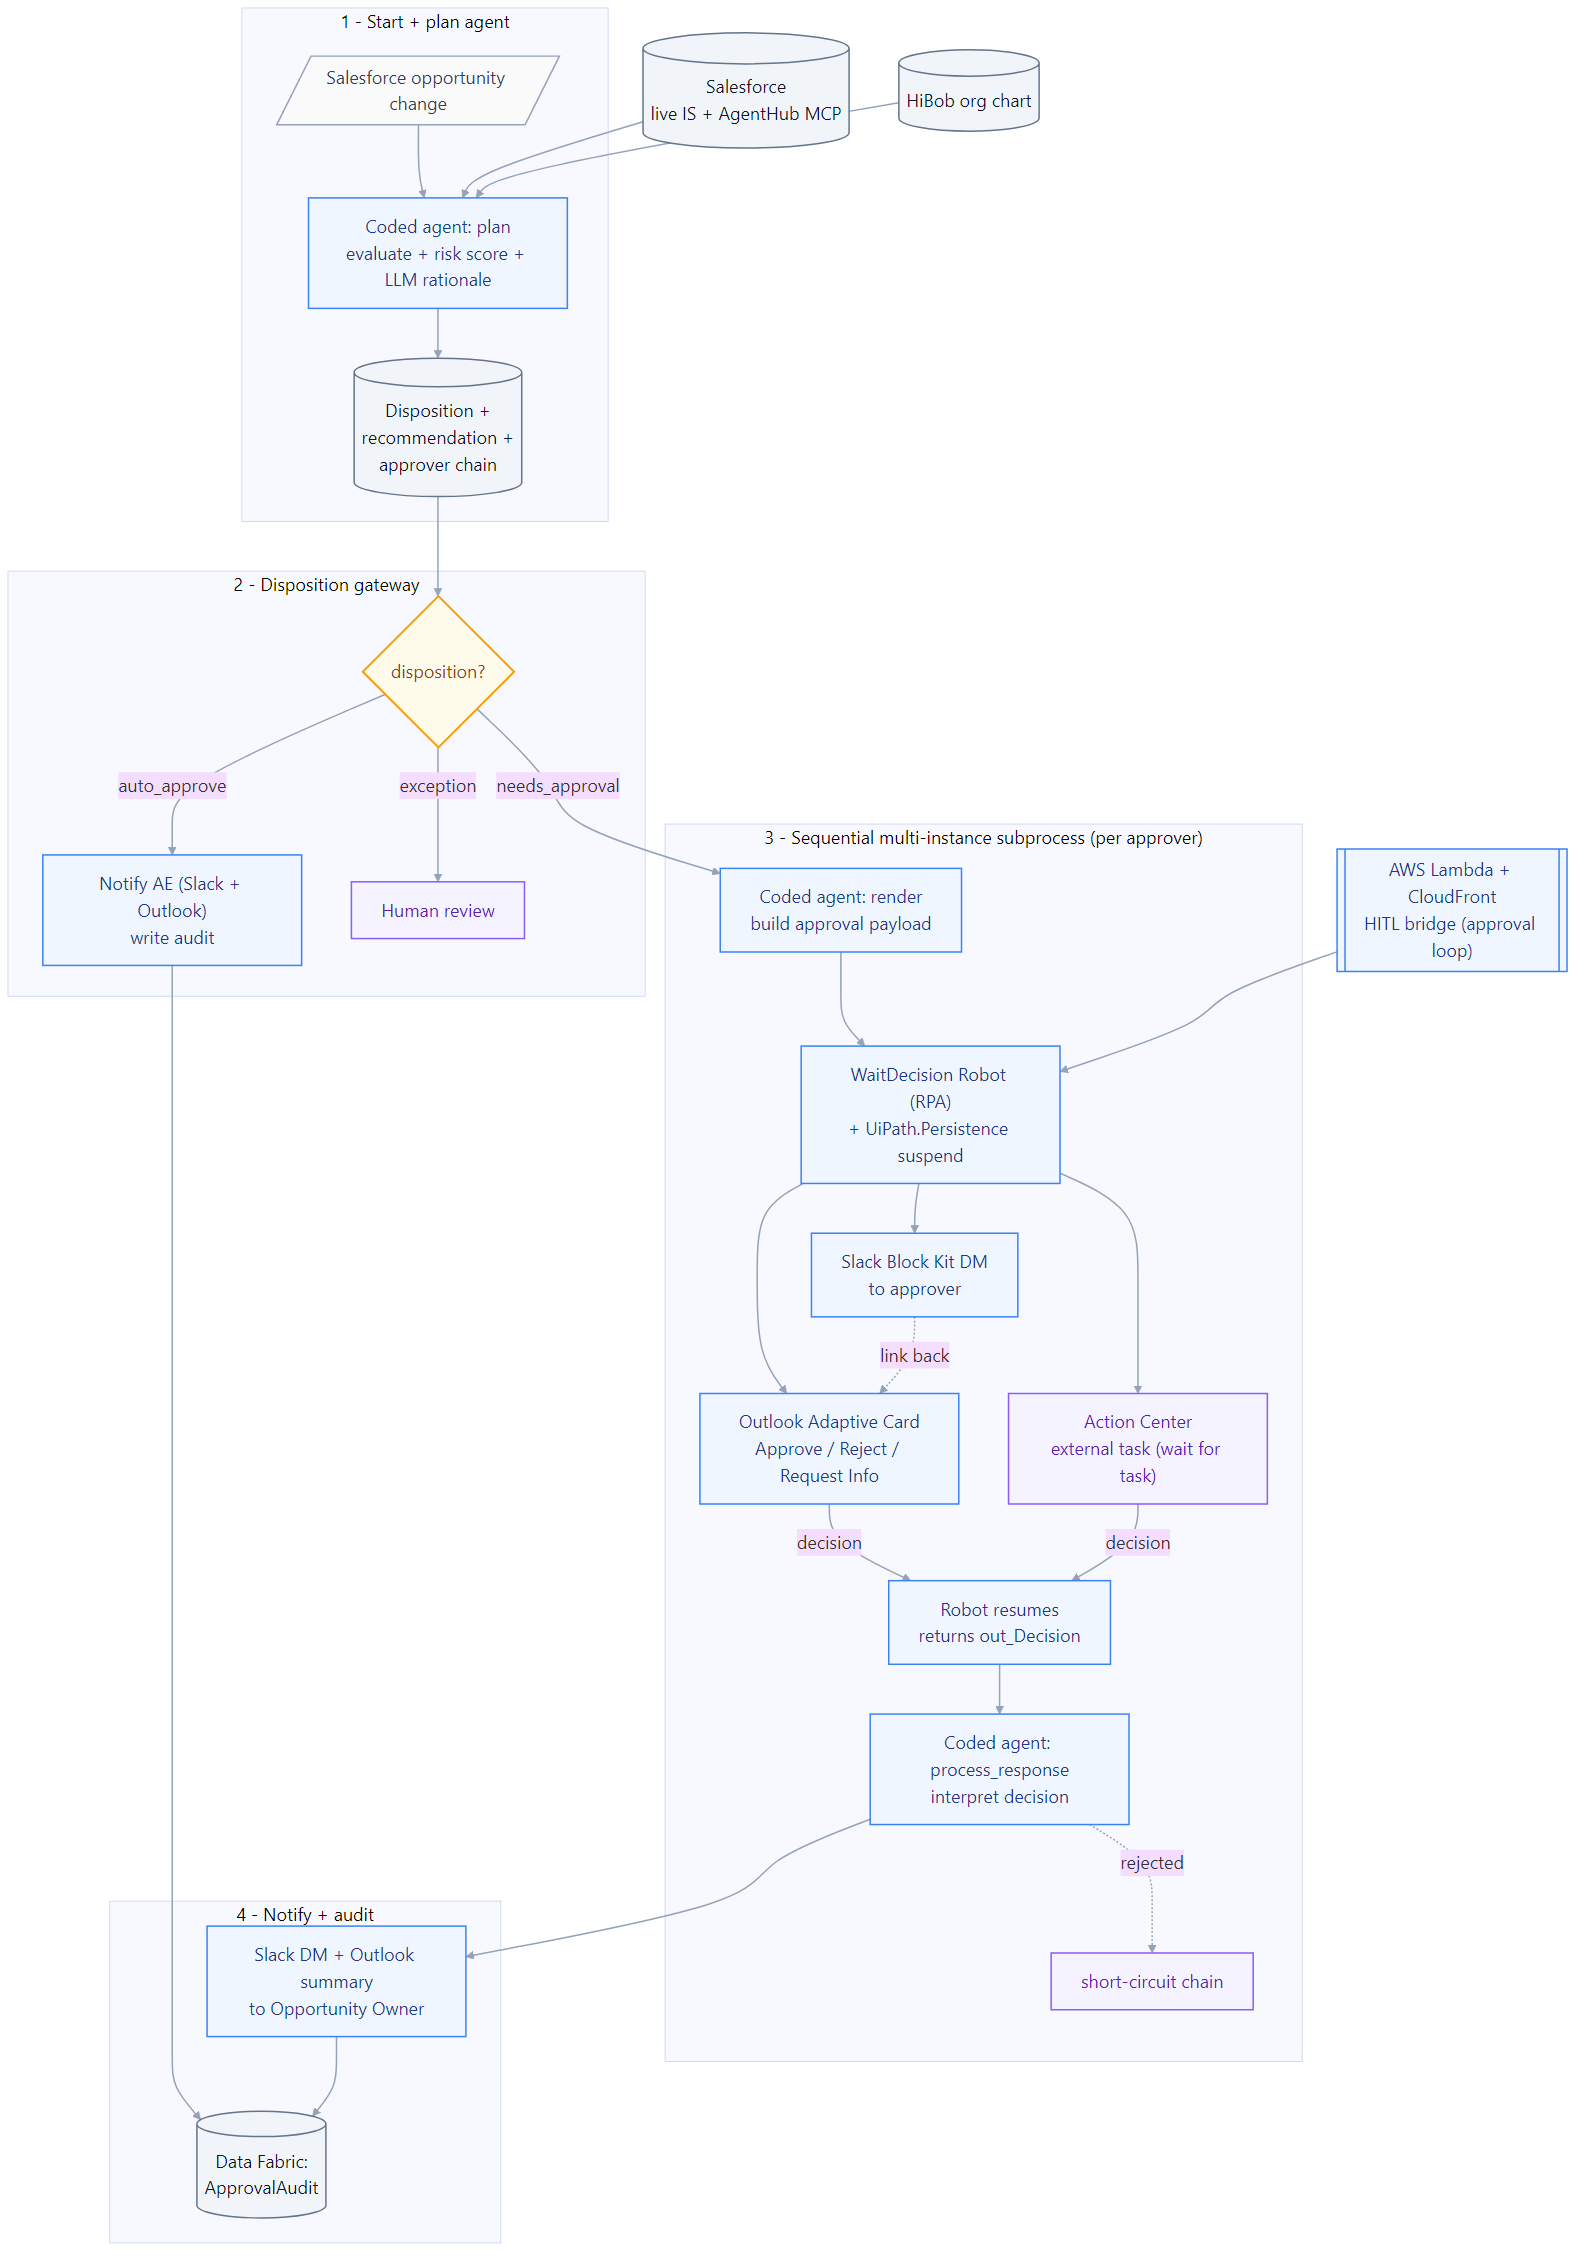 1 - Start + plan agent
Salesforce opportunity
change
Salesforce
live IS + AgentHub MCP
HiBob org chart
Coded agent: plan
evaluate + risk score +
LLM rationale
Disposition +
recommendation +
approver chain
2 - Disposition gateway
disposition?
auto_approve
exception
needs_approval
Notify AE (Slack +
Outlook)
write audit
Human review
3 - Sequential multi-instance subprocess (per approver)
Coded agent: render
build approval payload
AWS Lambda +
CloudFront
HITL bridge (approval
loop)
WaitDecision Robot
(RPA)
+ UiPath.Persistence
suspend
Slack Block Kit DM
to approver
link back
Outlook Adaptive Card
Approve / Reject /
Request Info
Action Center
external task (wait for
task)
decision
decision
Robot resumes
returns out_Decision
Coded agent:
process_response
interpret decision
rejected
short-circuit chain
4 - Notify + audit
Slack DM + Outlook
summary
to Opportunity Owner
Data Fabric:
ApprovalAudit